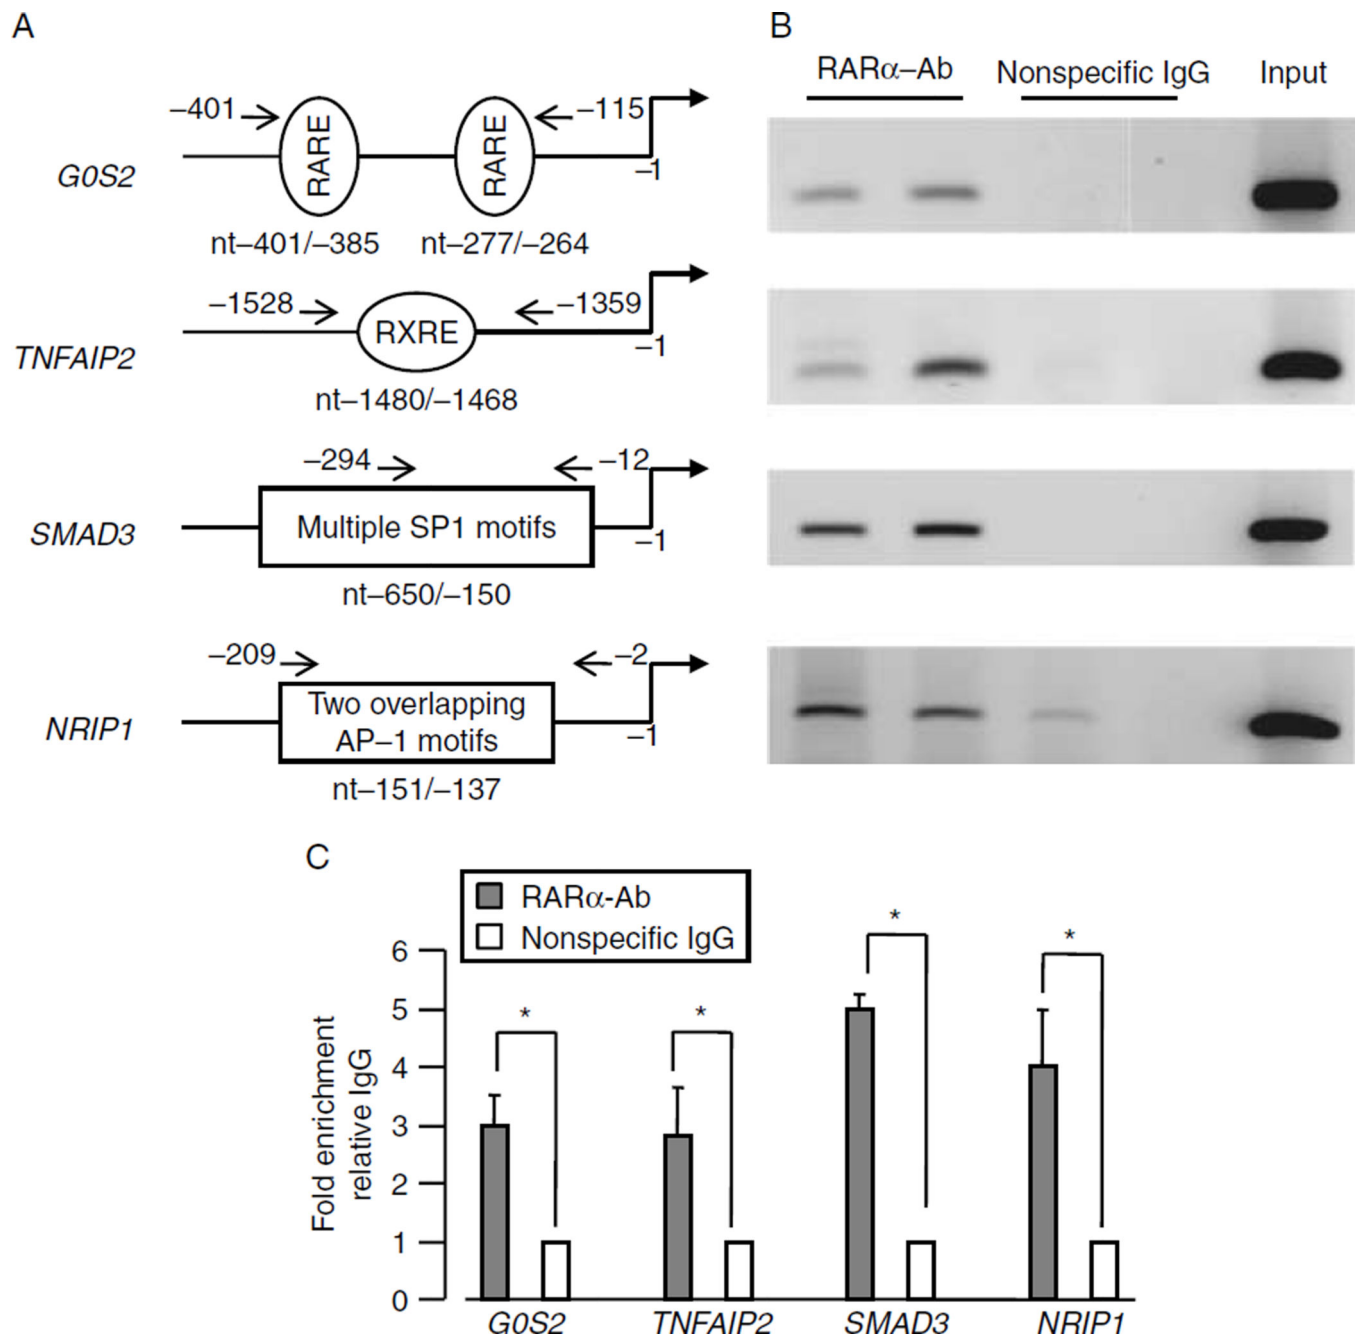 A
−401
−115
RARE
RARE
G0S2
−1
nt−401/−385
nt−277/−264
−1528
−1359
RXRE
TNFAIP2
−1
nt−1480/−1468
−294
−12
Multiple SP1 motifs
SMAD3
−1
nt−650/−150
−209
−2
Two overlapping
AP−1 motifs
NRIP1
−1
nt−151/−137
B
RARα−Ab
Nonspecific IgG
Input
C
RARα-Ab
Nonspecific IgG
Fold enrichment
relative IgG
6
5
4
3
2
1
0
*
*
*
*
G0S2
TNFAIP2
SMAD3
NRIP1